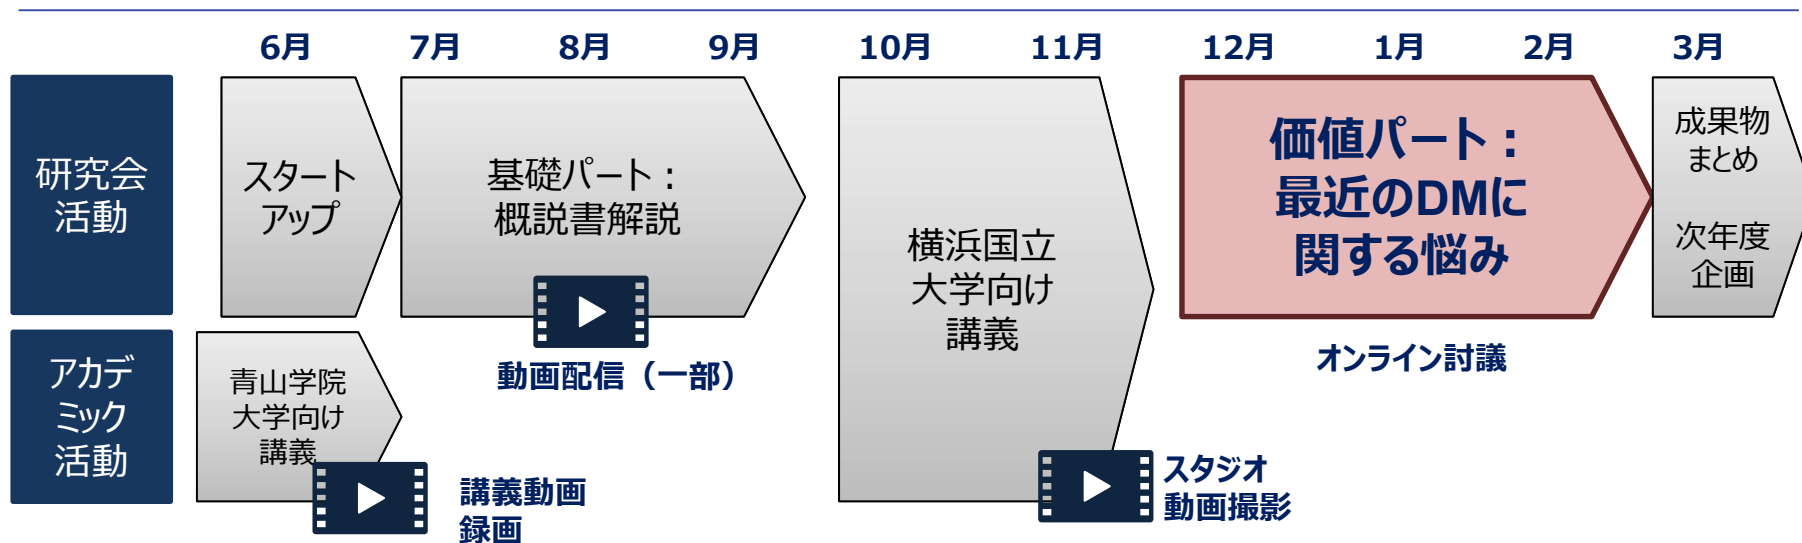 6月 7月 8月 9月 10月 11月 12月 1月 2月 3月
研究会
活動
スタート
アップ
基礎パート：
概説書解説
動画配信（一部）
横浜国立
大学向け
講義
スタジオ
動画撮影
価値パート：
最近のDMに
関する悩み
オンライン討議
成果物
まとめ
次年度
企画
アカデ
ミック
活動
青山学院
大学向け
講義
講義動画
録画